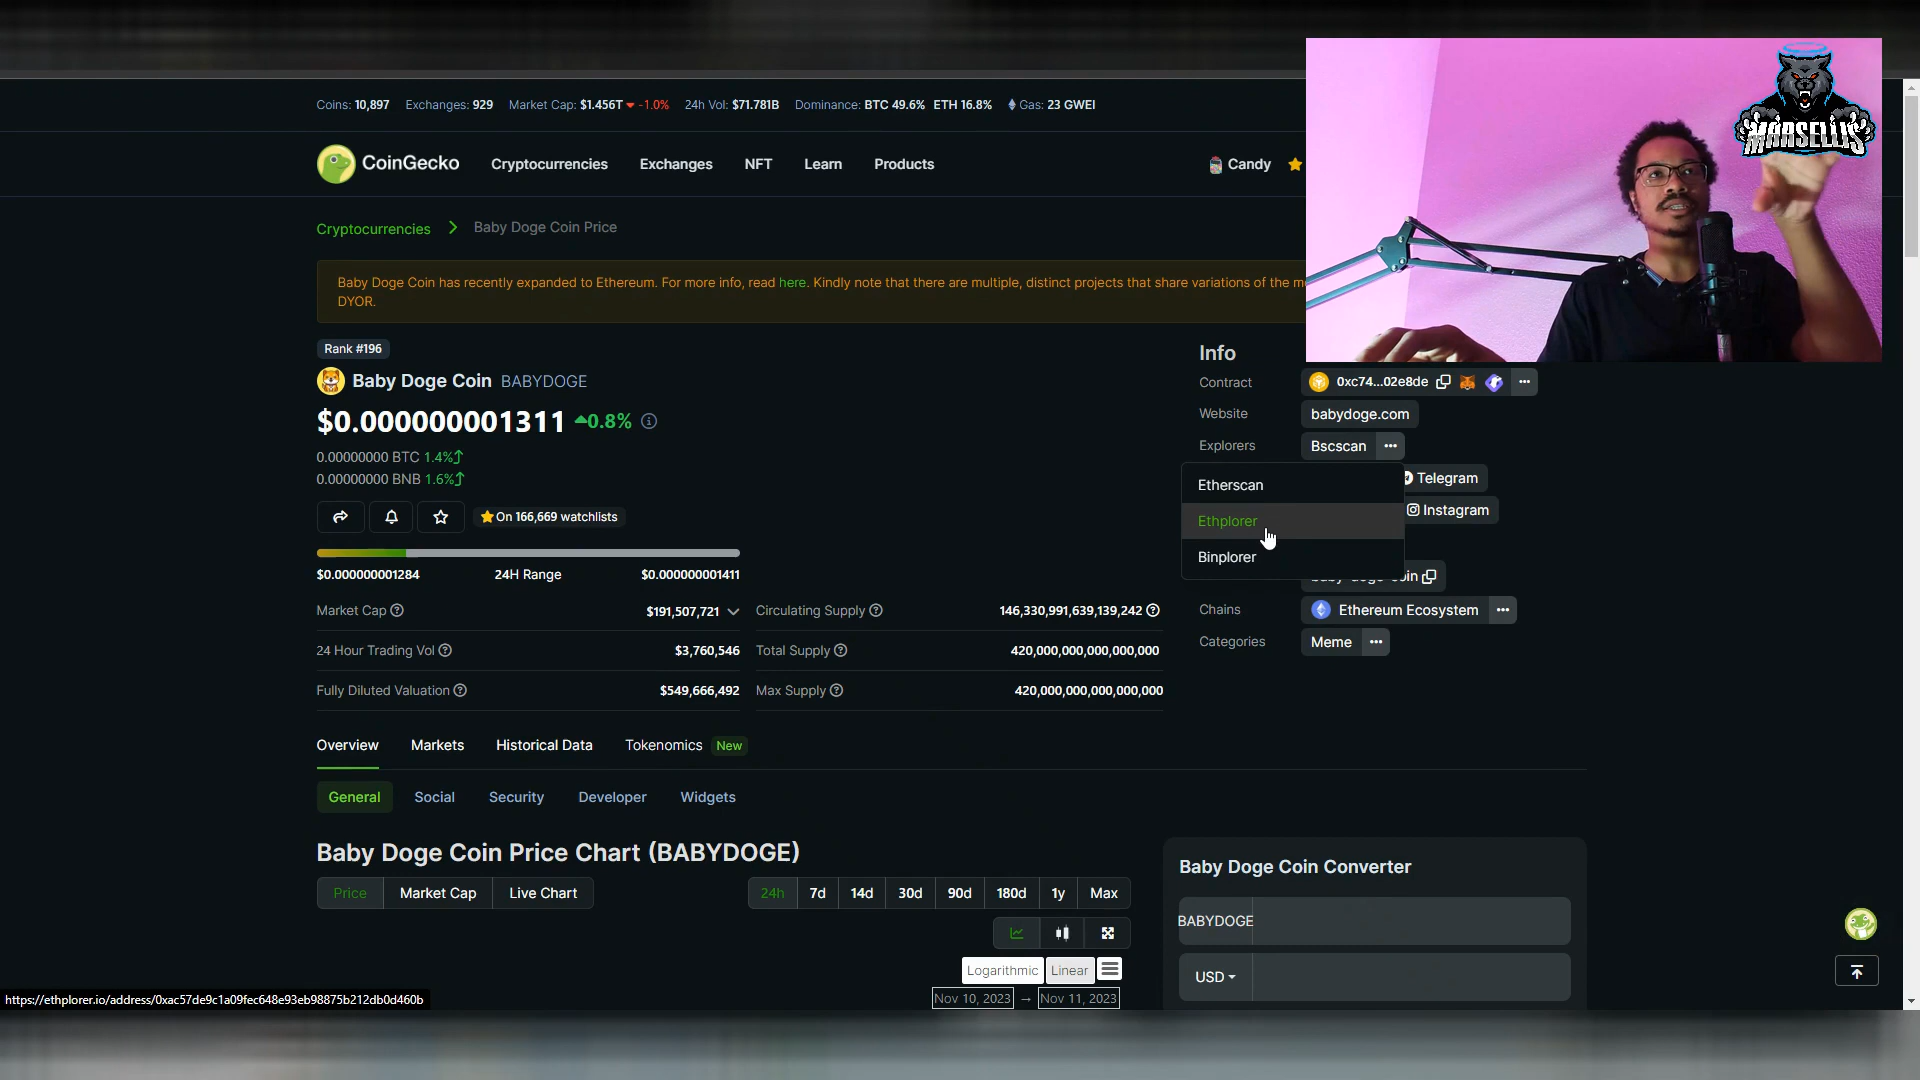 Coins: 10,897 Exchanges: 929 Market Cap: $1.456T -1.0% 24h Vol: $71.781B Dominance: BTC 49.6% ETH 16.8% Gas: 23 GWEI
MARSELLIS
CoinGecko Cryptocurrencies Exchanges NFT Learn Products Candy
Cryptocurrencies Baby Doge Coin Price
Baby Doge Coin has recently expanded to Ethereum. For more info, read here. Kindly note that there are multiple, distinct projects that share variations of the
DYOR.
Rank #196
Baby Doge Coin BABYDOGE
$0.000000001311 0.8%
0.00000000 BTC 1.4%
0.00000000 BNB 1.6%
On 166,669 watchlists
$0.000000001284 24H Range $0.000000001411
Market Cap $191,507,721
24 Hour Trading Vol $3,760,546
Fully Diluted Valuation $549,666,492
Circulating Supply 146,330,991,639,139,242
Total Supply 420,000,000,000,000,000
Max Supply 420,000,000,000,000,000
Info
Contract 0xc74...02e8de
Website babydoge.com
Explorers Bscscan
Etherscan
Ethplorer
Binplorer
Telegram
Instagram
Chains Ethereum Ecosystem
Categories Meme
Overview Markets Historical Data Tokenomics New
General Social Security Developer Widgets
Baby Doge Coin Price Chart (BABYDOGE)
Price Market Cap Live Chart 24h 7d 14d 30d 90d 180d 1y Max
Logarithmic Linear
Nov 10, 2023 → Nov 11, 2023
Baby Doge Coin Converter
BABYDOGE
USD
https://ethplorer.io/address/0xac57de9c1a09fec648e93eb98875b212db0d460b